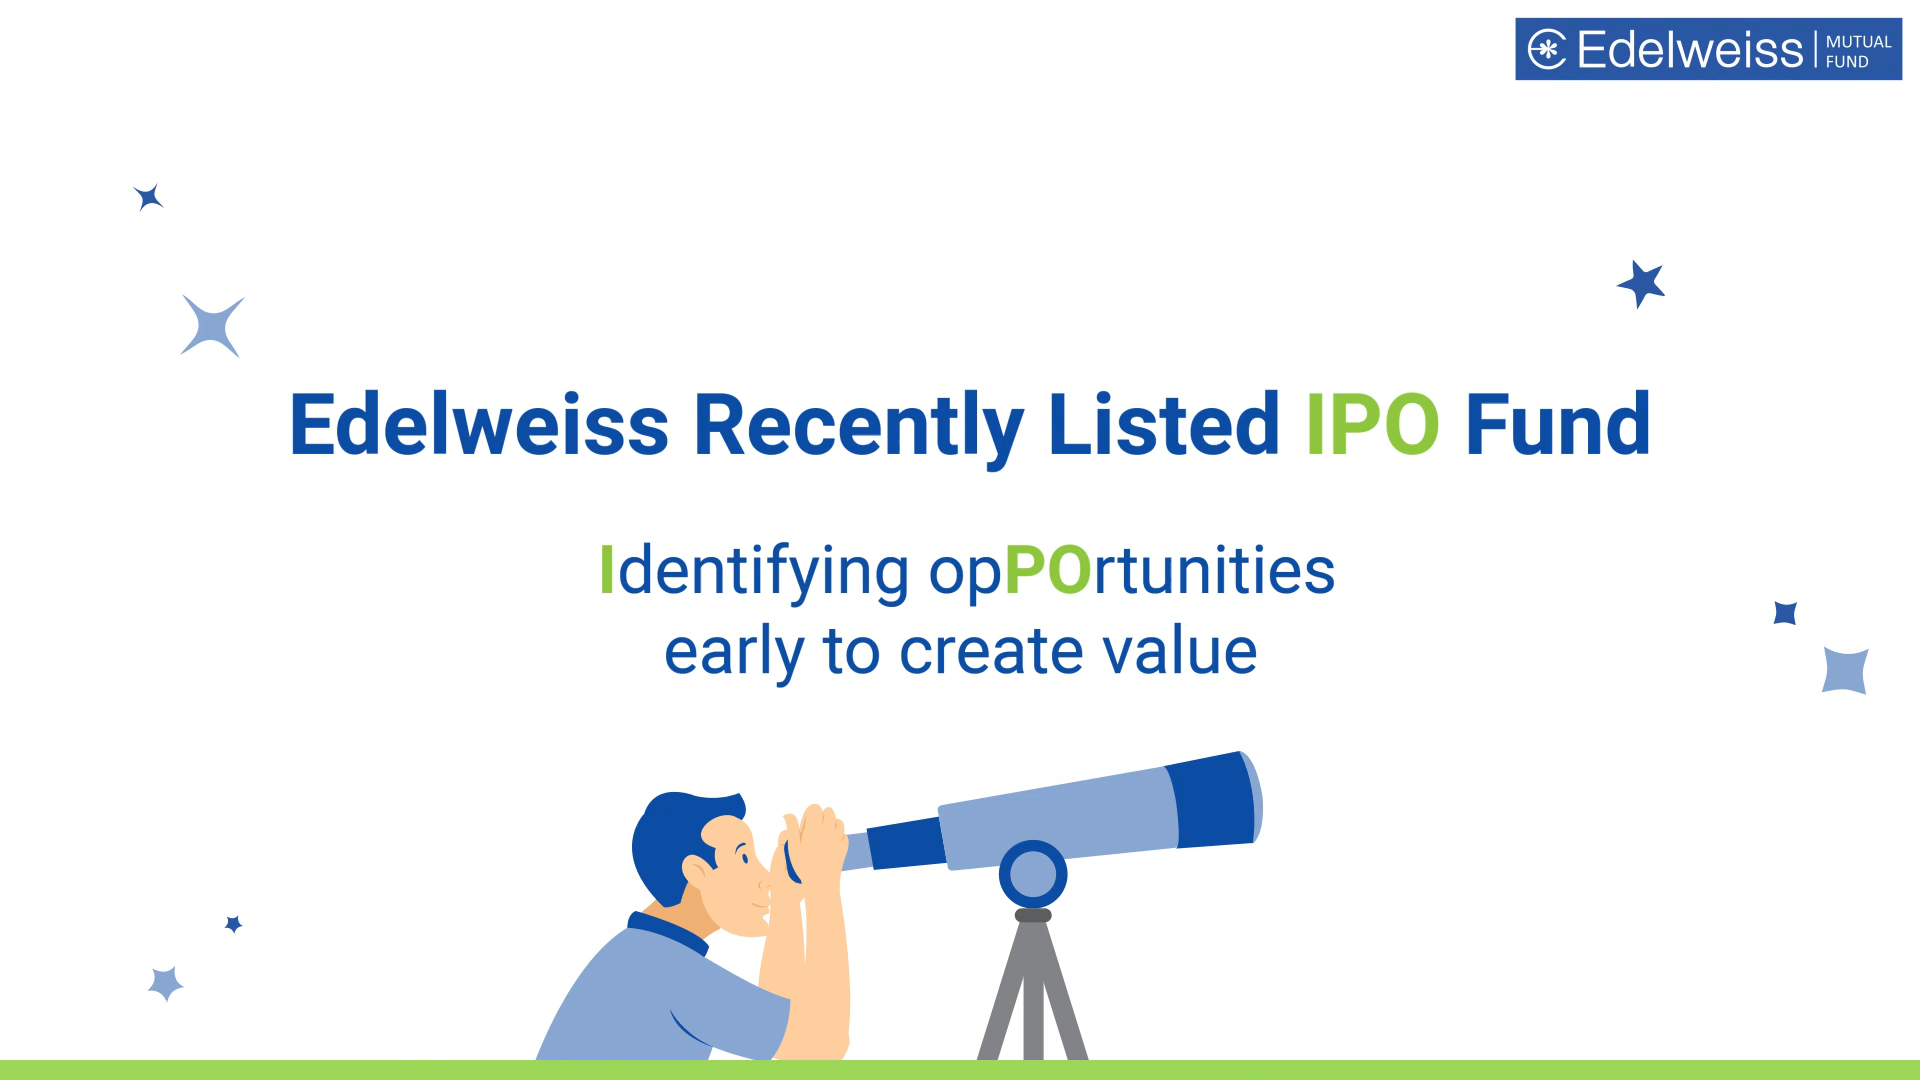 Edelweiss
MUTUAL
FUND
Edelweiss Recently Listed IPO Fund
Identifying opPOrtunities
early to create value